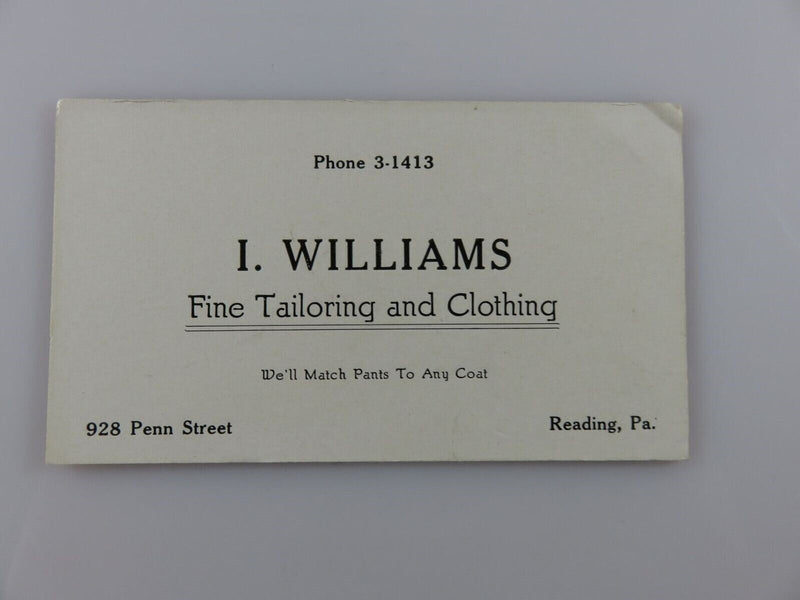 Phone 3-1413
I. WILLIAMS
Fine Tailoring and Clothing
We'll Match Pants To Any Coat
928 Penn Street
Reading, Pa.